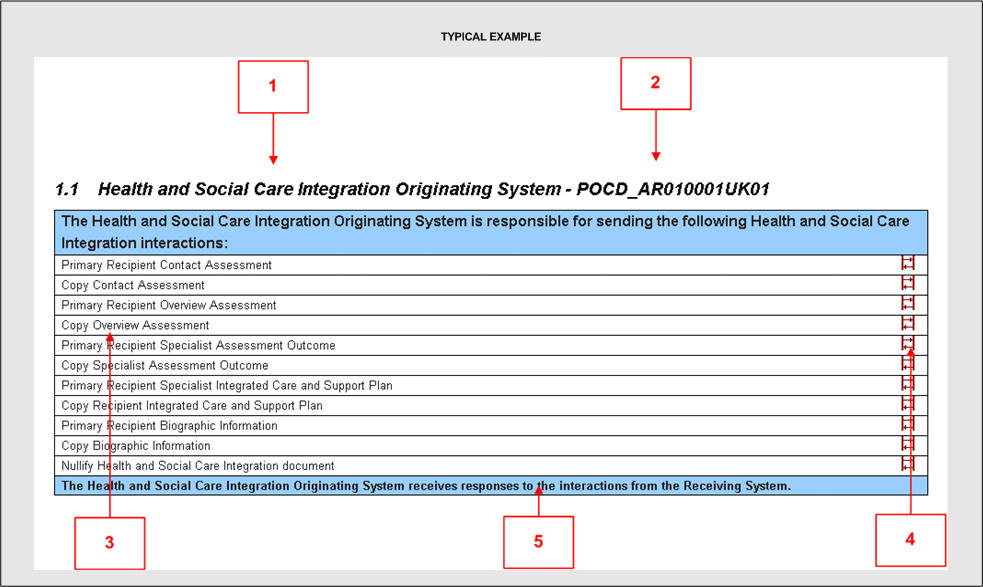 TYPICAL EXAMPLE
1
2
1.1 Health and Social Care Integration Originating System - POCD_AR010001UK01
The Health and Social Care Integration Originating System is responsible for sending the following Health and Social Care
Integration interactions:
Primary Recipient Contact Assessment
Copy Contact Assessment
Primary Recipient Overview Assessment
Copy Overview Assessment
Primary Recipient Specialist Assessment Outcome
Copy Specialist Assessment Outcome
Primary Recipient Specialist Integrated Care and Support Plan
Copy Recipient Integrated Care and Support Plan
Primary Recipient Biographic Information
Copy Biographic Information
Nullify Health and Social Care Integration document
The Health and Social Care Integration Originating System receives responses to the interactions from the Receiving System.
3
5
4